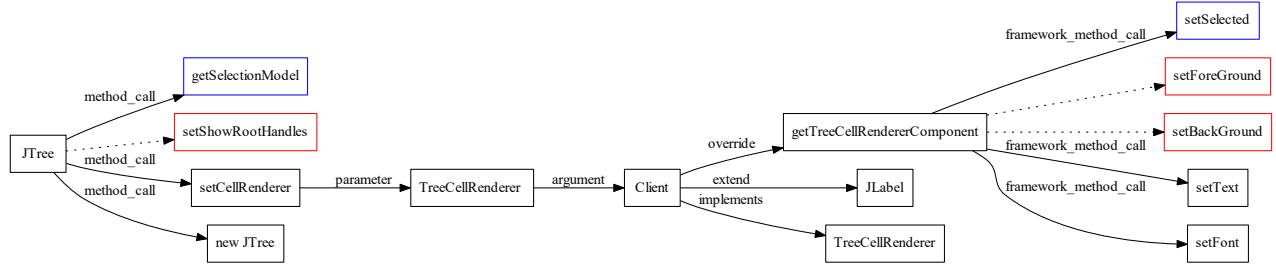 setSelected
framework_method_call
getSelectionModel
setForeGround
method_call
setShowRootHandles
getTreeCellRendererComponent
setBackGround
JTree
override
framework_method_call
method_call
setCellRenderer
parameter
TreeCellRenderer
argument
Client
extend
JLabel
framework_method_call
setText
method_call
implements
new JTree
TreeCellRenderer
setFont